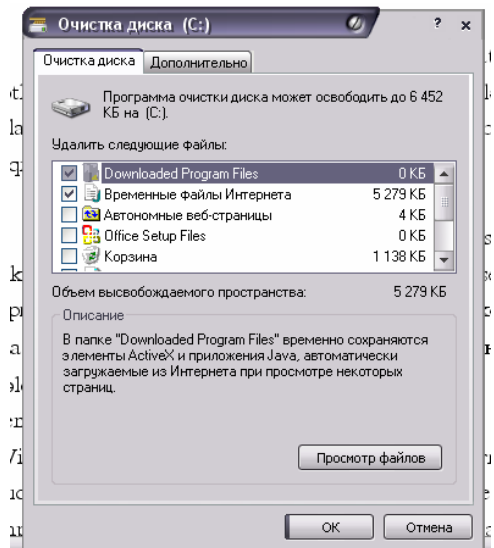 Очистка диска (C:)
Очистка диска Дополнительно
Программа очистки диска может освободить до 6 452
КБ на (C:).
Удалить следующие файлы:
Downloaded Program Files 0 КБ
Временные файлы Интернета 5 279 КБ
Автономные веб-страницы 4 КБ
Office Setup Files 0 КБ
Корзина 1 138 КБ
Объем высвобождаемого пространства: 5 279 КБ
Описание
В папке "Downloaded Program Files" временно сохраняются
элементы ActiveX и приложения Java, автоматически
загружаемые из Интернета при просмотре некоторых
страниц.
Просмотр файлов
OK Отмена